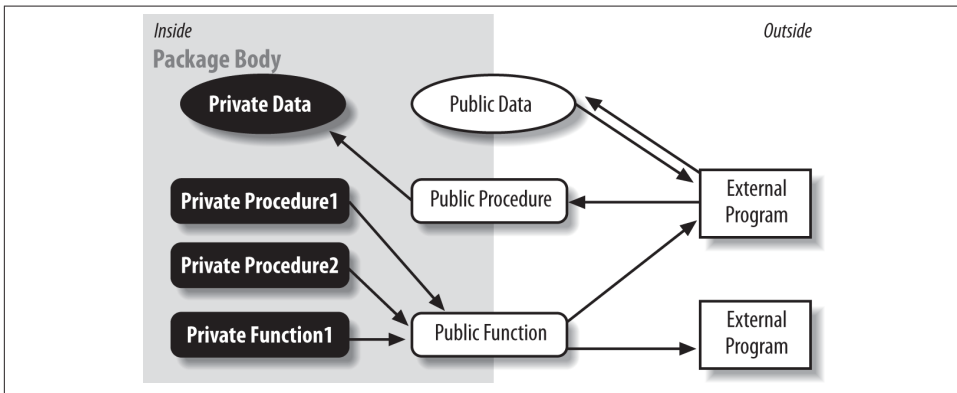 Inside
Outside
Package Body
Private Data
Public Data
Private Procedure1
Public Procedure
External
Program
Private Procedure2
Private Function1
Public Function
External
Program